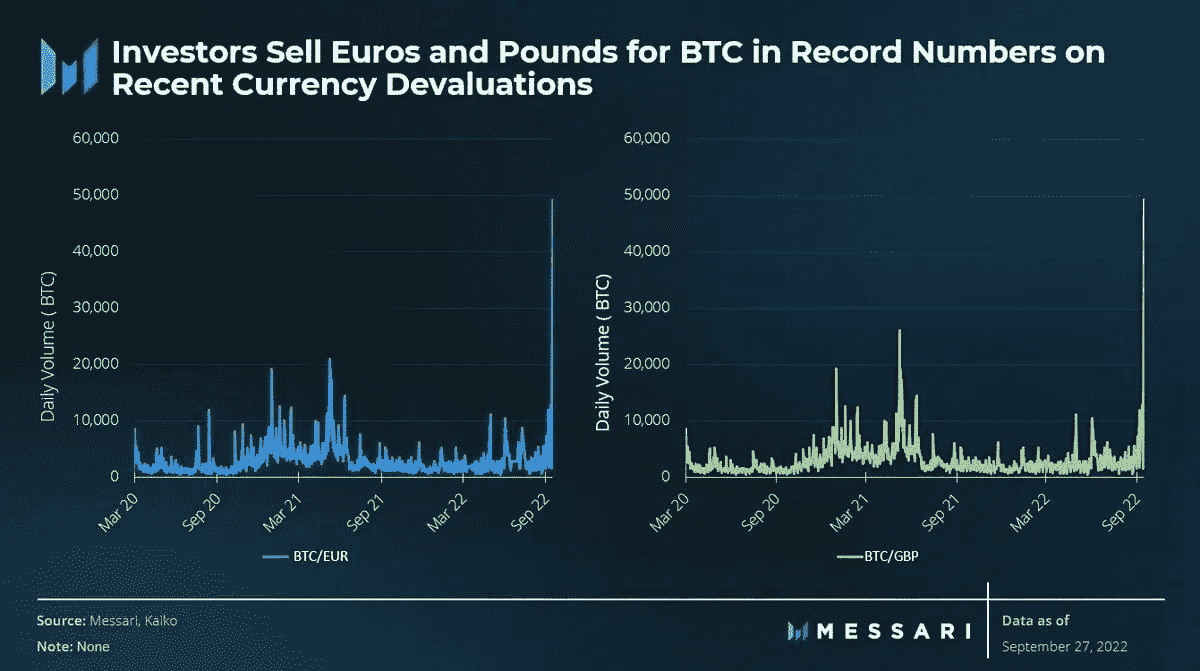 Investors Sell Euros and Pounds for BTC in Record Numbers on
Recent Currency Devaluations
60,000
50,000
40,000
30,000
20,000
10,000
0
Daily Volume ( BTC)
Mar 20
Sep 20
Mar 21
Sep 21
Mar 22
Sep 22
BTC/EUR
60,000
50,000
40,000
30,000
20,000
10,000
0
Daily Volume ( BTC)
Mar 20
Sep 20
Mar 21
Sep 21
Mar 22
Sep 22
BTC/GBP
Source: Messari, Kaiko
Note: None
MESSARI
Data as of
September 27, 2022